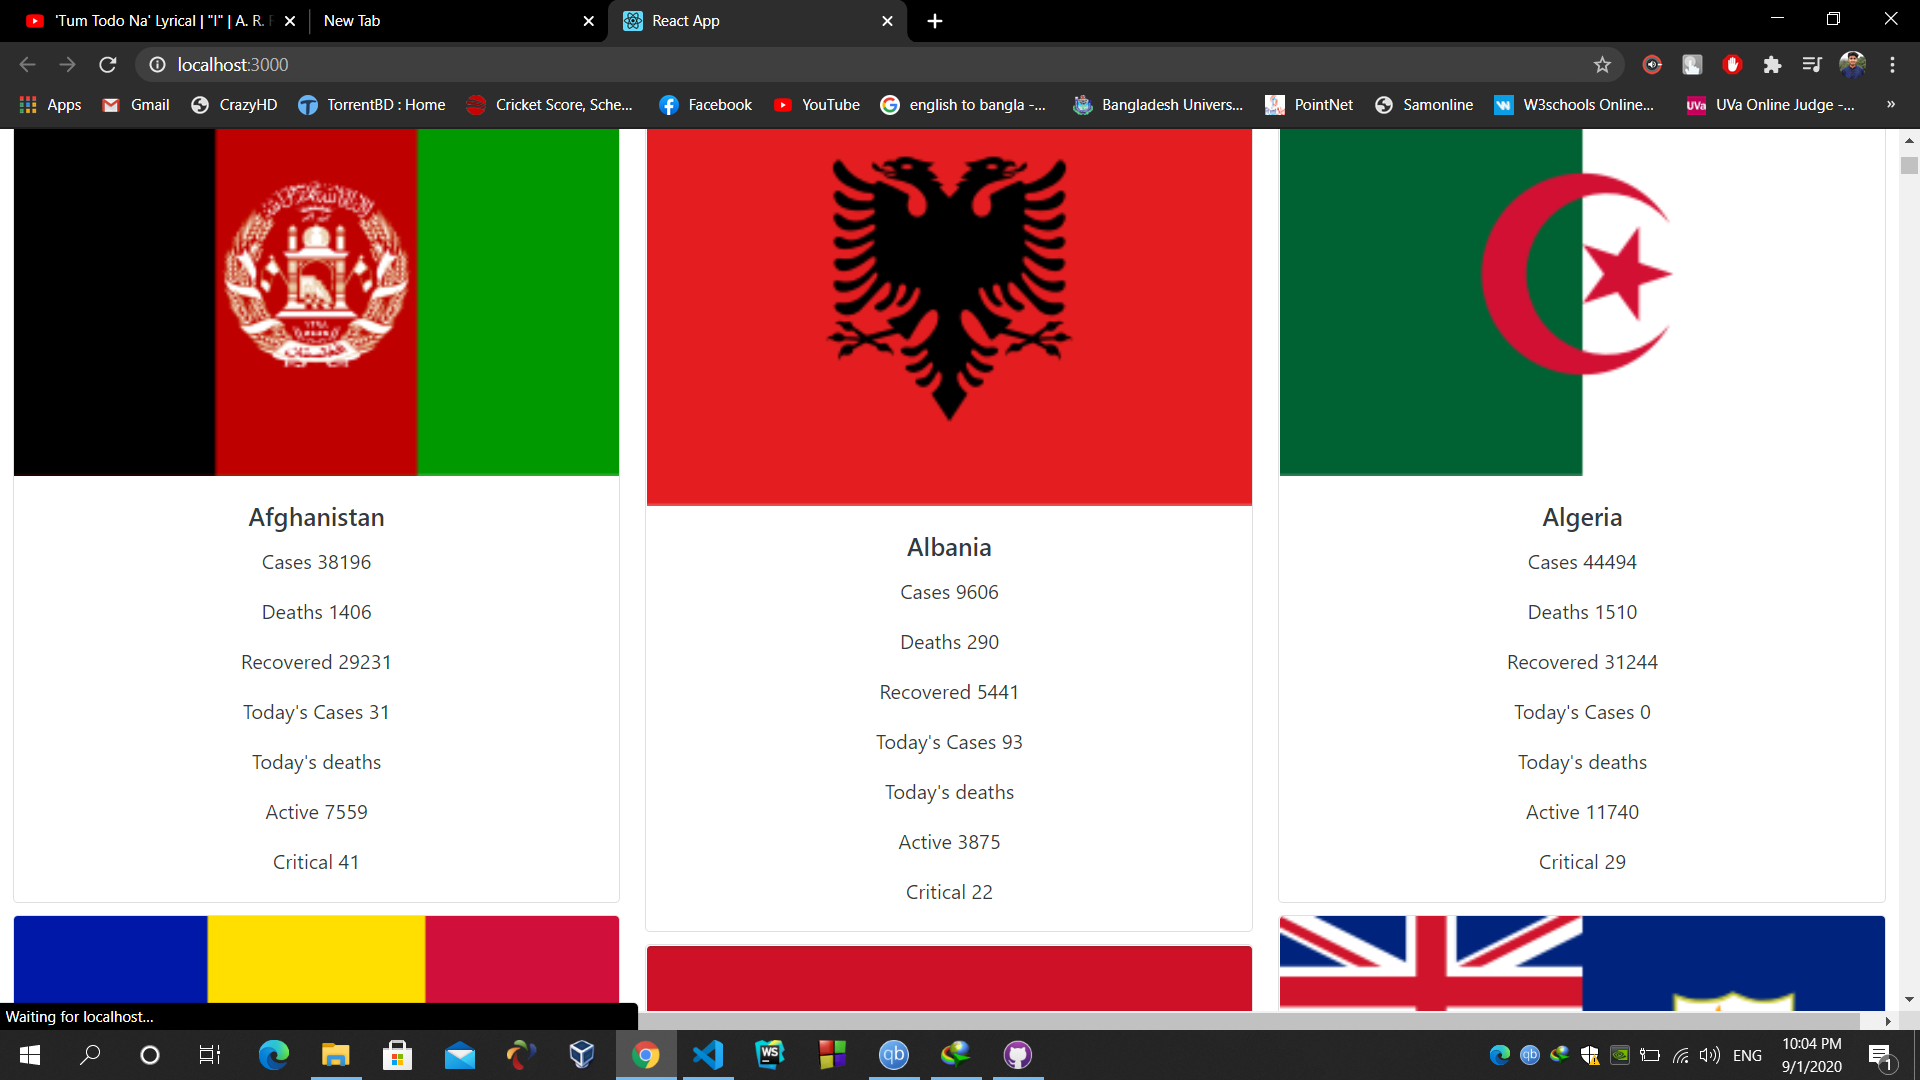 'Tum Todo Na' Lyrical | "I" | A. R.
New Tab
React App
localhost:3000
Apps
Gmail
CrazyHD
TorrentBD : Home
Cricket Score, Sche...
Facebook
YouTube
english to bangla -...
Bangladesh Univers...
PointNet
Samonline
W3schools Online...
UVa Online Judge -...
»
Afghanistan
Cases 38196
Deaths 1406
Recovered 29231
Today's Cases 31
Today's deaths
Active 7559
Critical 41
Albania
Cases 9606
Deaths 290
Recovered 5441
Today's Cases 93
Today's deaths
Active 3875
Critical 22
Algeria
Cases 44494
Deaths 1510
Recovered 31244
Today's Cases 0
Today's deaths
Active 11740
Critical 29
Waiting for localhost...
WS
qb
ENG
10:04 PM
9/1/2020
1